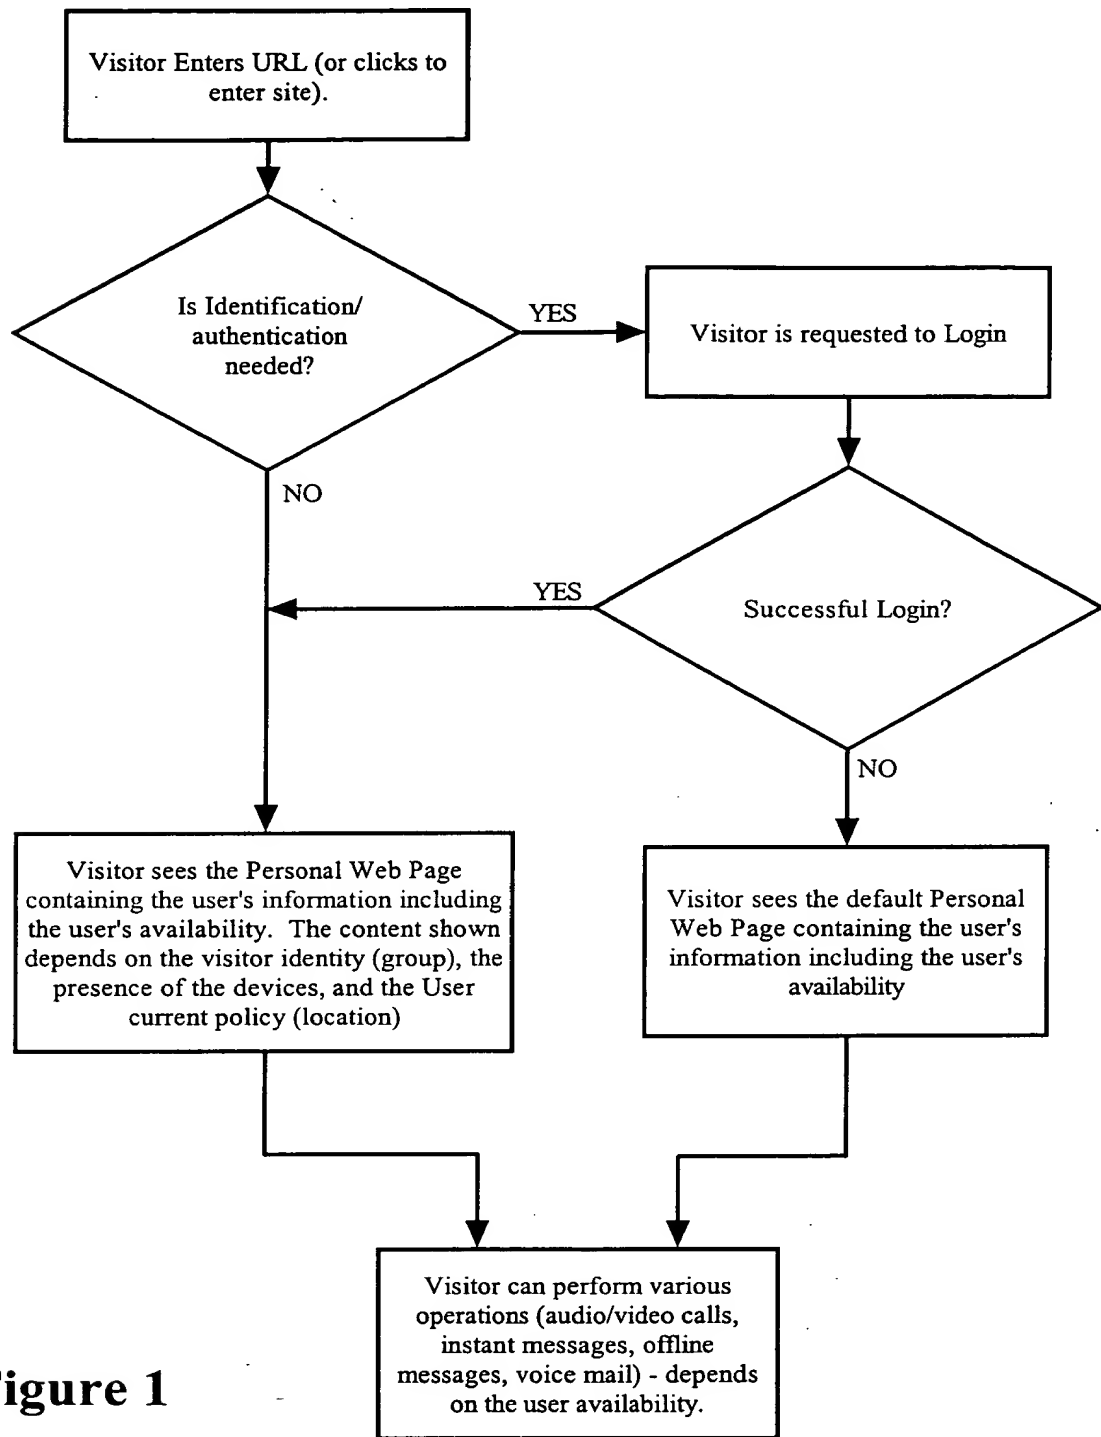 Visitor Enters URL (or clicks to
enter site).
Is Identification/
authentication
needed?
YES
Visitor is requested to Login
NO
YES
Successful Login?
NO
Visitor sees the Personal Web Page
containing the user's information including
the user's availability. The content shown
depends on the visitor identity (group), the
presence of the devices, and the User
current policy (location)
Visitor sees the default Personal
Web Page containing the user's
information including the user's
availability
Visitor can perform various
operations (audio/video calls,
instant messages, offline
messages, voice mail) - depends
on the user availability.
igure 1